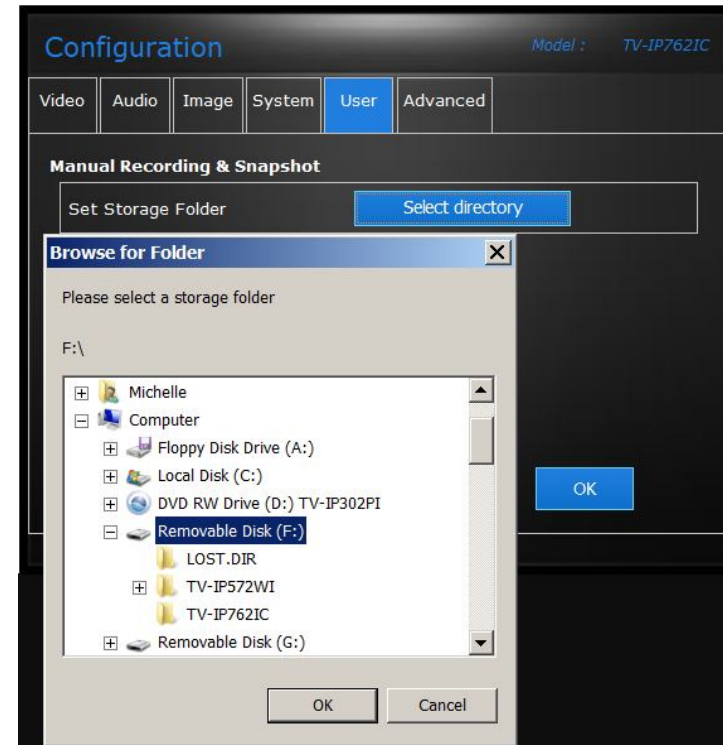 Configuration Model : TV-IP762IC
Video Audio Image System User Advanced
Manual Recording & Snapshot
Set Storage Folder Select directory
Browse for Folder
Please select a storage folder
F:\
Michelle
Computer
Floppy Disk Drive (A:)
Local Disk (C:)
DVD RW Drive (D:) TV-IP302PI
Removable Disk (F:)
LOST.DIR
TV-IP572WI
TV-IP762IC
Removable Disk (G:)
OK
OK Cancel